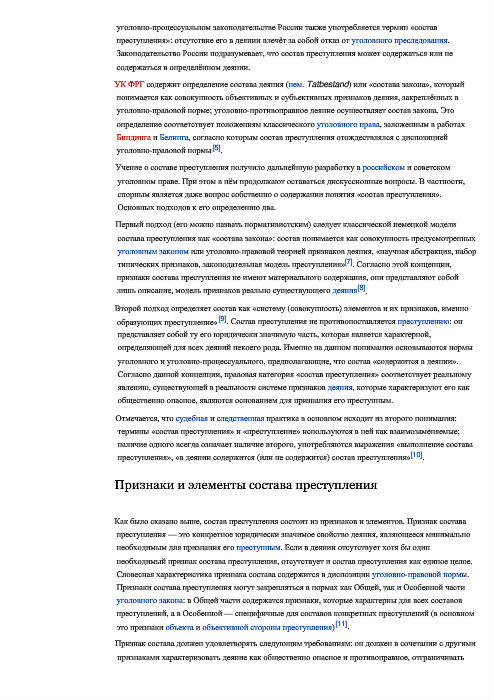 уголовно-процессуальном законодательстве России также употребляется термин «состав
преступления»: отсутствие его в деянии влечёт за собой отказ от уголовного преследования.
Законодательство России подразумевает, что состав преступления может содержаться или не
содержаться в определённом деянии.
УК ФРГ содержит определение состава деяния (нем. Tatbestand) или «состава закона», который
понимается как совокупность объективных и субъективных признаков деяния, закреплённых в
уголовно-правовой норме; уголовно-противоправное деяние осуществляет состав закона. Это
определение соответствует положениям классического уголовного права, заложенным в работах
Биндинга и Белинга, согласно которым состав преступления отождествлялся с диспозицией
уголовно-правовой нормы[5].
Учение о составе преступления получило дальнейшую разработку в российском и советском
уголовном праве. При этом в нём продолжают оставаться дискуссионные вопросы. В частности,
спорным является даже вопрос собственно о содержании понятия «состав преступления».
Основных подходов к его определению два.
Первый подход (его можно назвать нормативистским) следует классической немецкой модели
состава преступления как «состава закона»: состав понимается как совокупность предусмотренных
уголовным законом или уголовно-правовой теорией признаков деяния, «научная абстракция, набор
типических признаков, законодательная модель преступления»[7]. Согласно этой концепции,
признаки состава преступления не имеют материального содержания, они представляют собой
лишь описание, модель признаков реально существующего деяния[8].
Второй подход определяет состав как «систему (совокупность) элементов и их признаков, именно
образующих преступление»[9]. Состав преступления не противопоставляется преступлению: он
представляет собой ту его юридически значимую часть, которая является характерной,
определяющей для всех деяний некоего рода. Именно на данном понимании основываются нормы
уголовного и уголовно-процессуального, предполагающие, что состав «содержится в деянии».
Согласно данной концепции, правовая категория «состав преступления» соответствует реальному
явлению, существующей в реальности системе признаков деяния, которые характеризуют его как
общественно опасное, являются основанием для признания его преступным.
Отмечается, что судебная и следственная практика в основном исходит из второго понимания:
термины «состав преступления» и «преступление» используются в ней как взаимозаменяемые;
наличие одного всегда означает наличие второго, употребляются выражения «выполнение состава
преступления», «в деянии содержится (или не содержится) состав преступления»[10].
Признаки и элементы состава преступления
Как было сказано выше, состав преступления состоит из признаков и элементов. Признак состава
преступления — это конкретное юридически значимое свойство деяния, являющееся минимально
необходимым для признания его преступным. Если в деянии отсутствует хотя бы один
необходимый признак состава преступления, отсутствует и состав преступления как единое целое.
Словесная характеристика признака состава содержится в диспозиции уголовно-правовой нормы.
Признаки состава преступления могут закрепляться в нормах как Общей, так и Особенной части
уголовного закона: в Общей части содержатся признаки, которые характерны для всех составов
преступлений, а в Особенной — специфичные для составов конкретных преступлений (в основном
это признаки объекта и объективной стороны преступления)[11].
Признак состава должен удовлетворять следующим требованиям: он должен в сочетании с другими
признаками характеризовать деяние как общественно опасное и противоправное, отграничивать